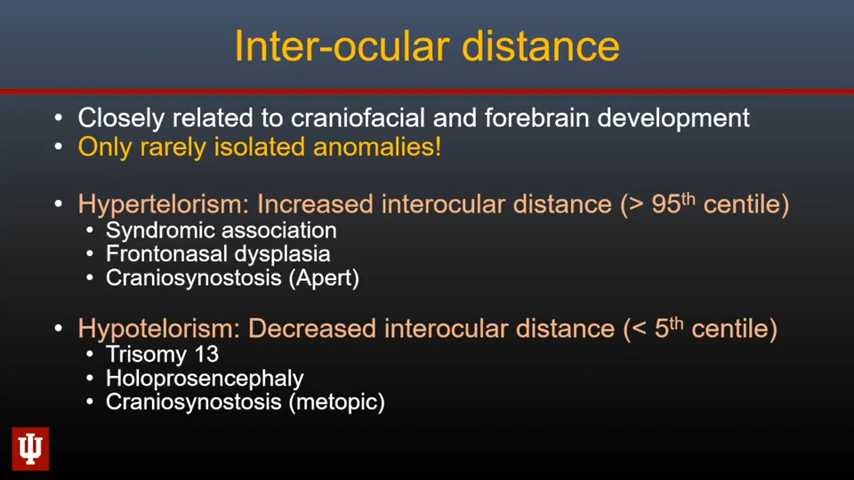 Inter-ocular distance
• Closely related to craniofacial and forebrain development
• Only rarely isolated anomalies!
• Hypertelorism: Increased interocular distance (> 95th centile)
• Syndromic association
• Frontonasal dysplasia
• Craniosynostosis (Apert)
• Hypotelorism: Decreased interocular distance (< 5th centile)
• Trisomy 13
• Holoprosencephaly
• Craniosynostosis (metopic)